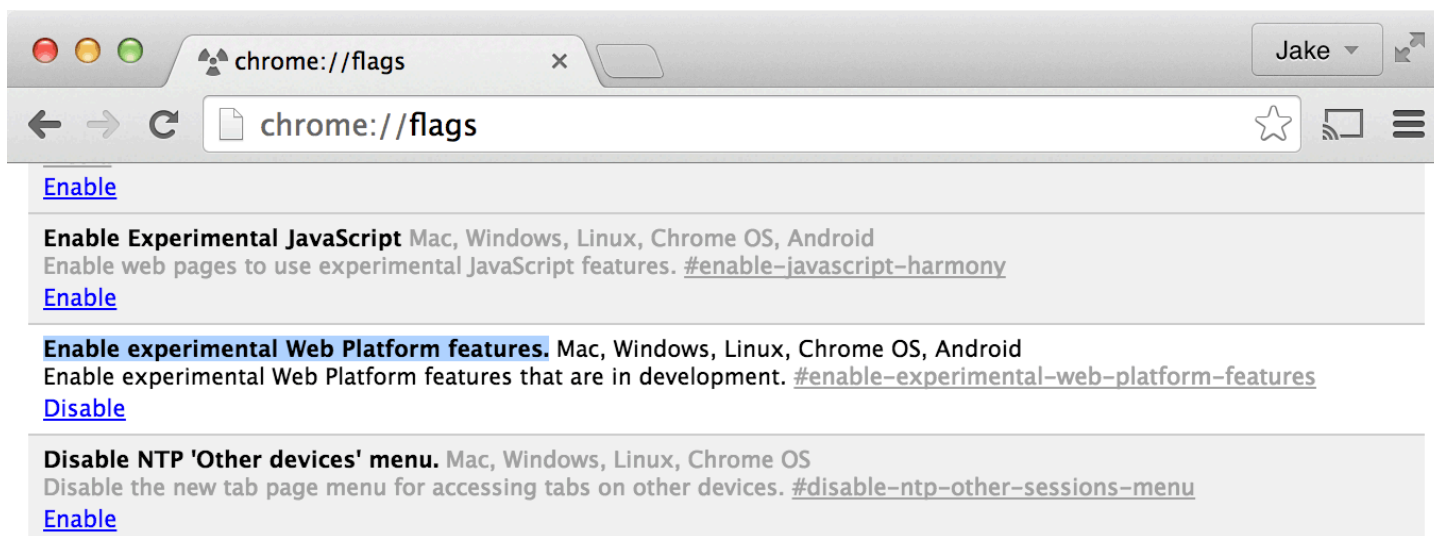 chrome://flags
Jake
chrome://flags
Enable
Enable Experimental JavaScript Mac, Windows, Linux, Chrome OS, Android
Enable web pages to use experimental JavaScript features. #enable-javascript-harmony
Enable
Enable experimental Web Platform features. Mac, Windows, Linux, Chrome OS, Android
Enable experimental Web Platform features that are in development. #enable-experimental-web-platform-features
Disable
Disable NTP 'Other devices' menu. Mac, Windows, Linux, Chrome OS
Disable the new tab page menu for accessing tabs on other devices. #disable-ntp-other-sessions-menu
Enable